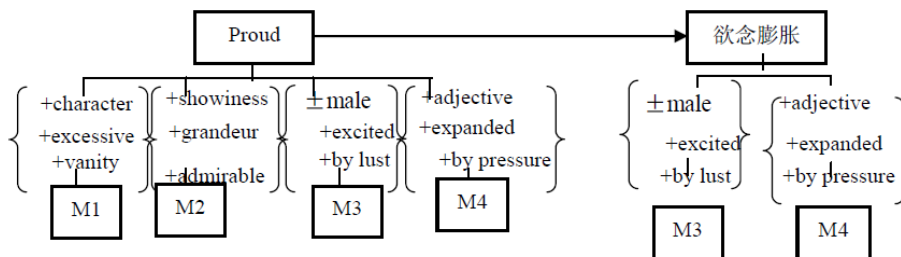 Proud
欲念膨胀
+character
+excessive
+vanity
M1
+showiness
+grandeur
+admirable
M2
±male
+excited
+by lust
M3
+adjective
+expanded
+by pressure
M4
±male
+excited
+by lust
M3
+adjective
+expanded
+by pressure
M4